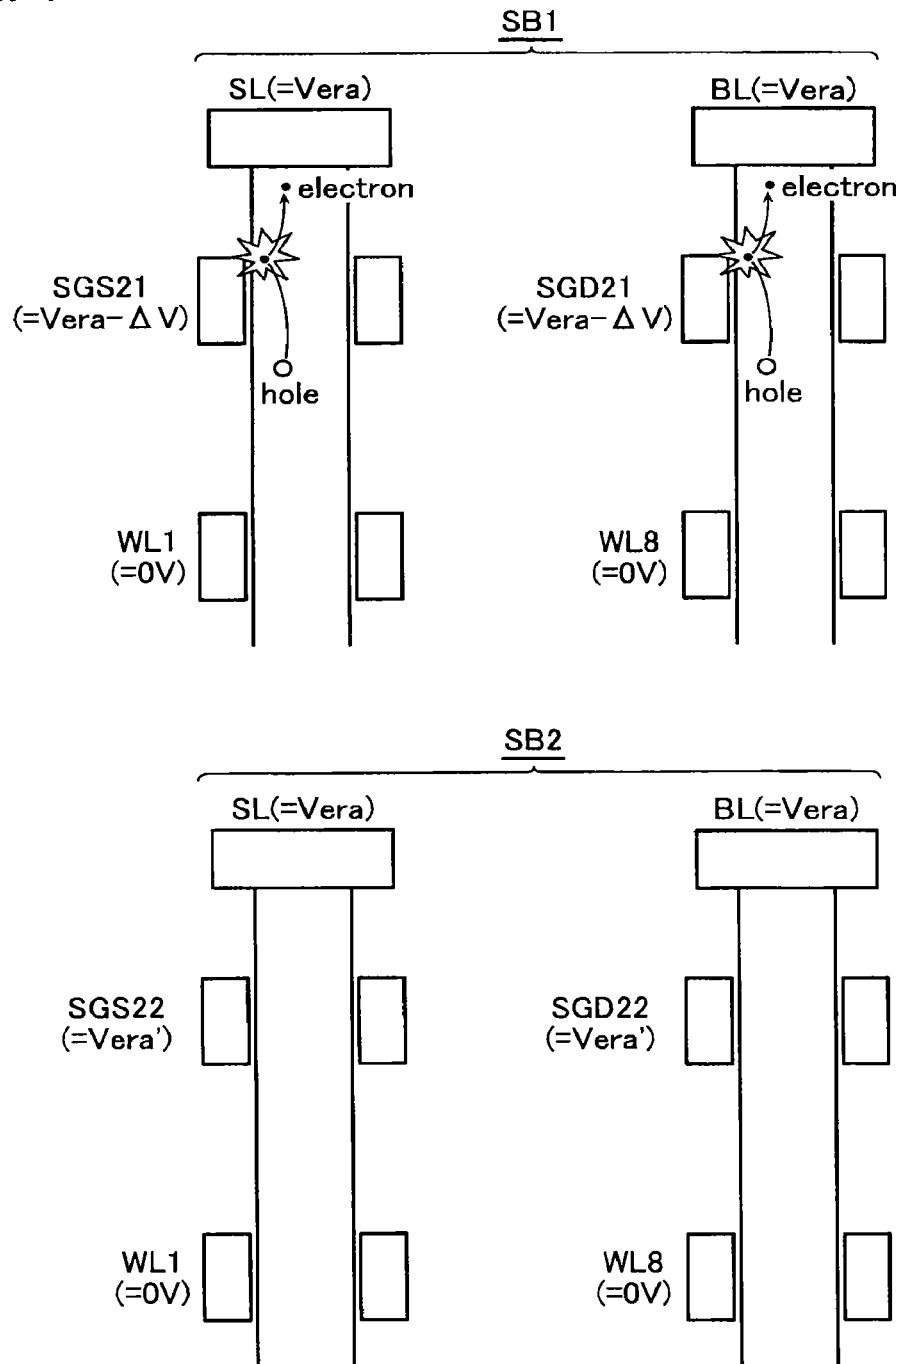 SB1
SL(=Vera)
BL(=Vera)
electron
electron
SGS21
(=Vera-ΔV)
SGD21
(=Vera-ΔV)
hole
hole
WL1
(=0V)
WL8
(=0V)
SB2
SL(=Vera)
BL(=Vera)
SGS22
(=Vera')
SGD22
(=Vera')
WL1
(=0V)
WL8
(=0V)